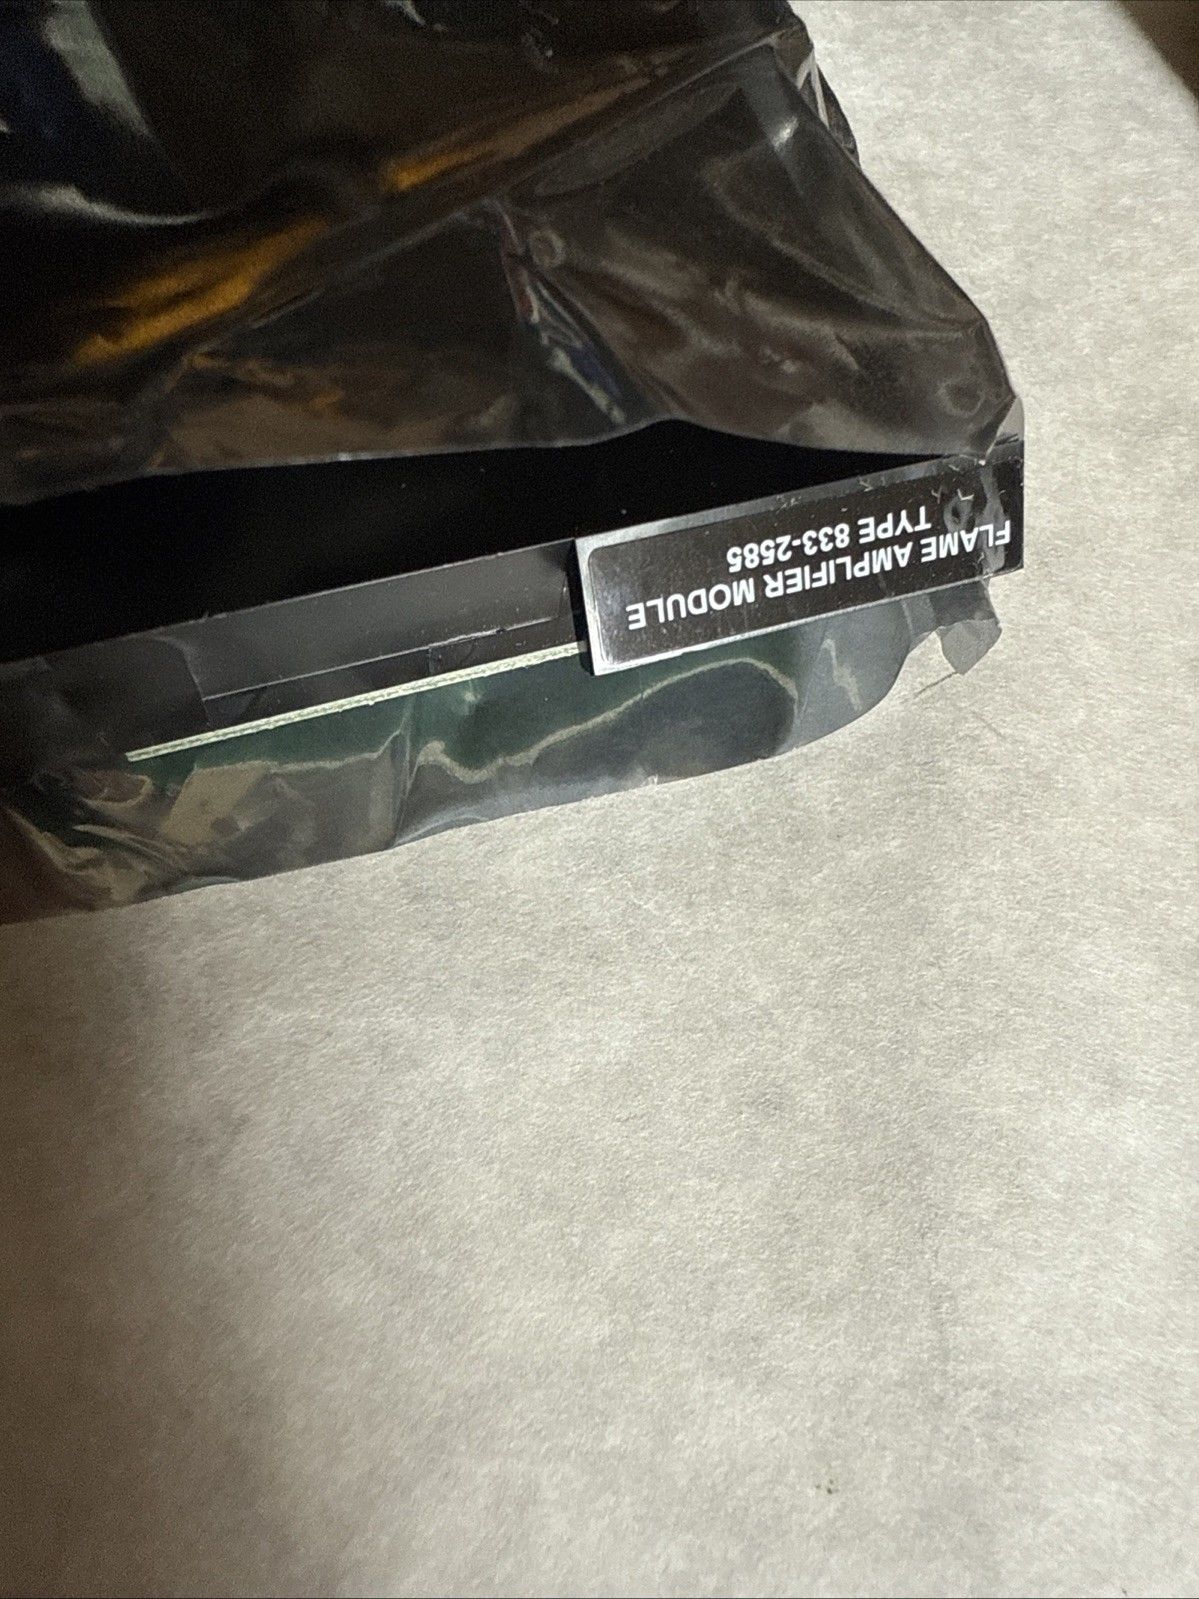 FLAME AMPLIFIER MODULE
TYPE 833-2585